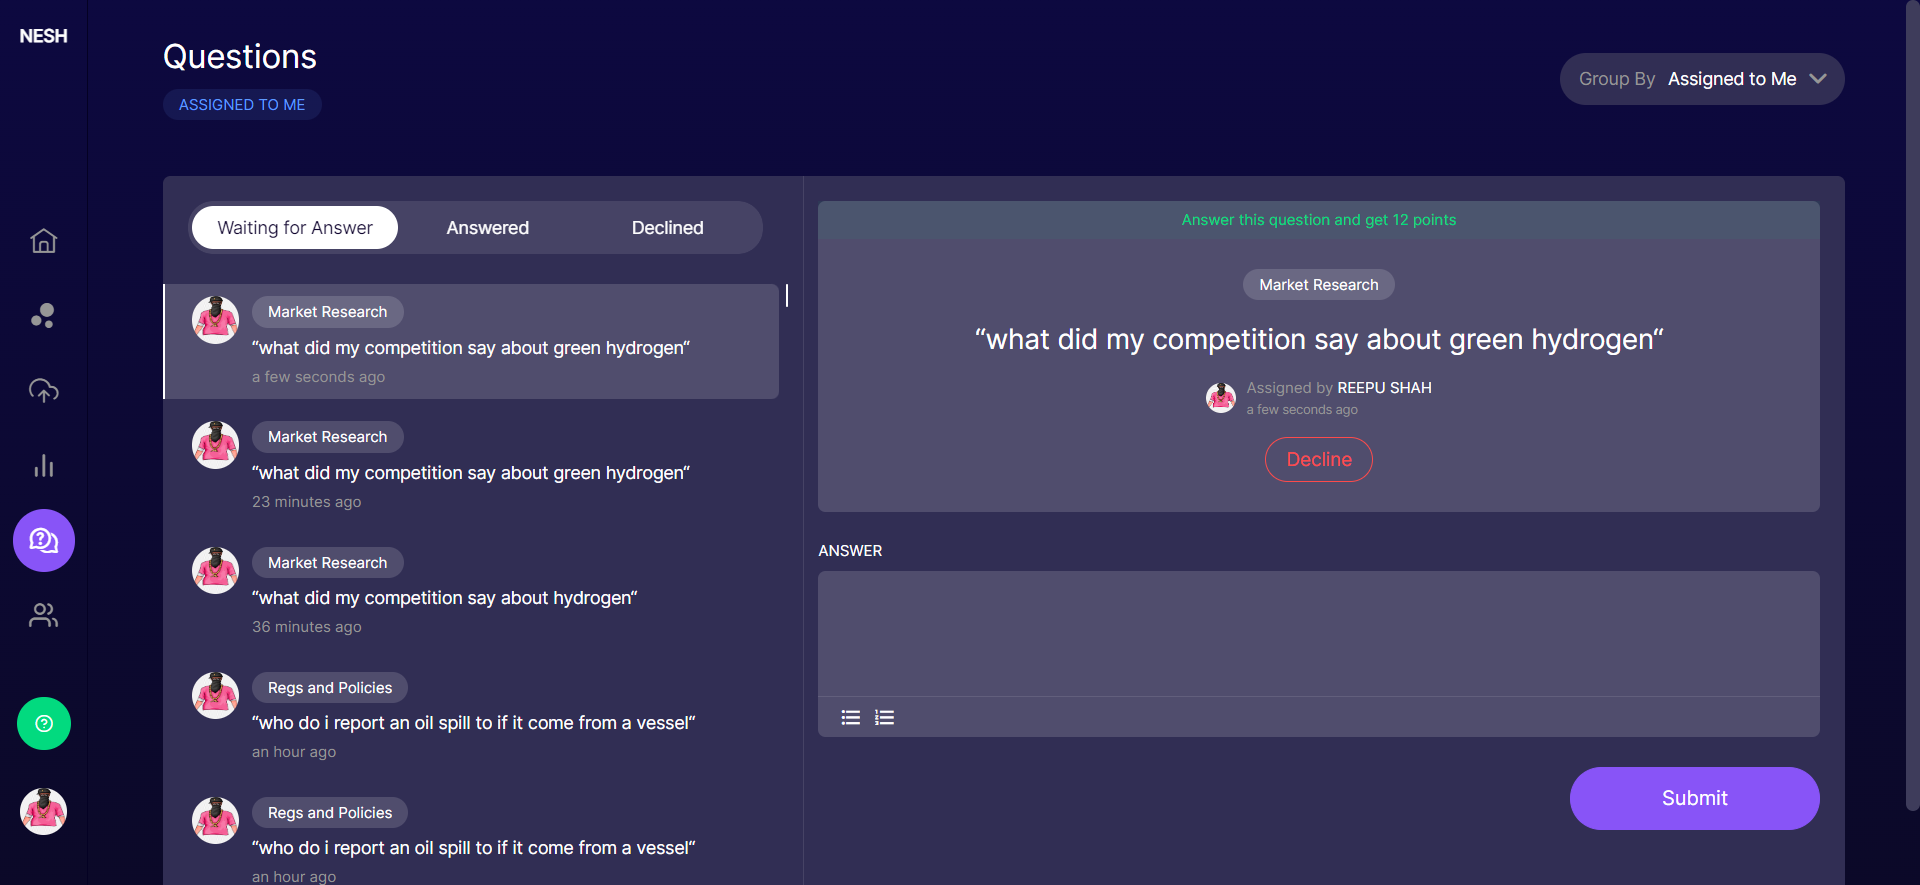 NESH
Questions
ASSIGNED TO ME
Group By Assigned to Me
Waiting for Answer
Answered
Declined
Market Research
“what did my competition say about green hydrogen“
a few seconds ago
Market Research
“what did my competition say about green hydrogen“
23 minutes ago
Market Research
“what did my competition say about hydrogen“
36 minutes ago
Regs and Policies
“who do i report an oil spill to if it come from a vessel“
an hour ago
Regs and Policies
“who do i report an oil spill to if it come from a vessel“
an hour ago
Answer this question and get 12 points
Market Research
“what did my competition say about green hydrogen“
Assigned by REEPU SHAH
a few seconds ago
Decline
ANSWER
Submit